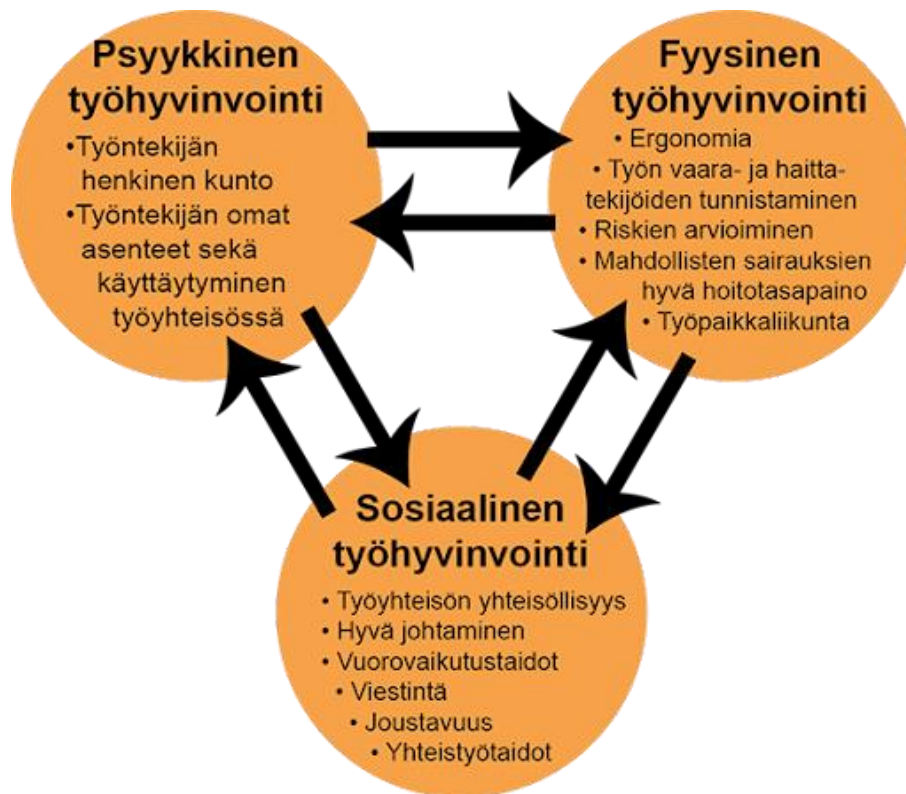 Psyykkinen
työhyvinvointi
•Työntekijän
henkinen kunto
•Työntekijän omat
asenteet sekä
käyttäytyminen
työyhteisössä
Fyysinen
työhyvinvointi
• Ergonomia
• Työn vaara- ja haitta-
tekijöiden tunnistaminen
• Riskien arvioiminen
• Mahdollisten sairauksien
hyvä hoitotasapaino
• Työpaikkaliikunta
Sosiaalinen
työhyvinvointi
• Työyhteisön yhteisöllisyys
• Hyvä johtaminen
• Vuorovaikutustaidot
• Viestintä
• Joustavuus
• Yhteistyötaidot